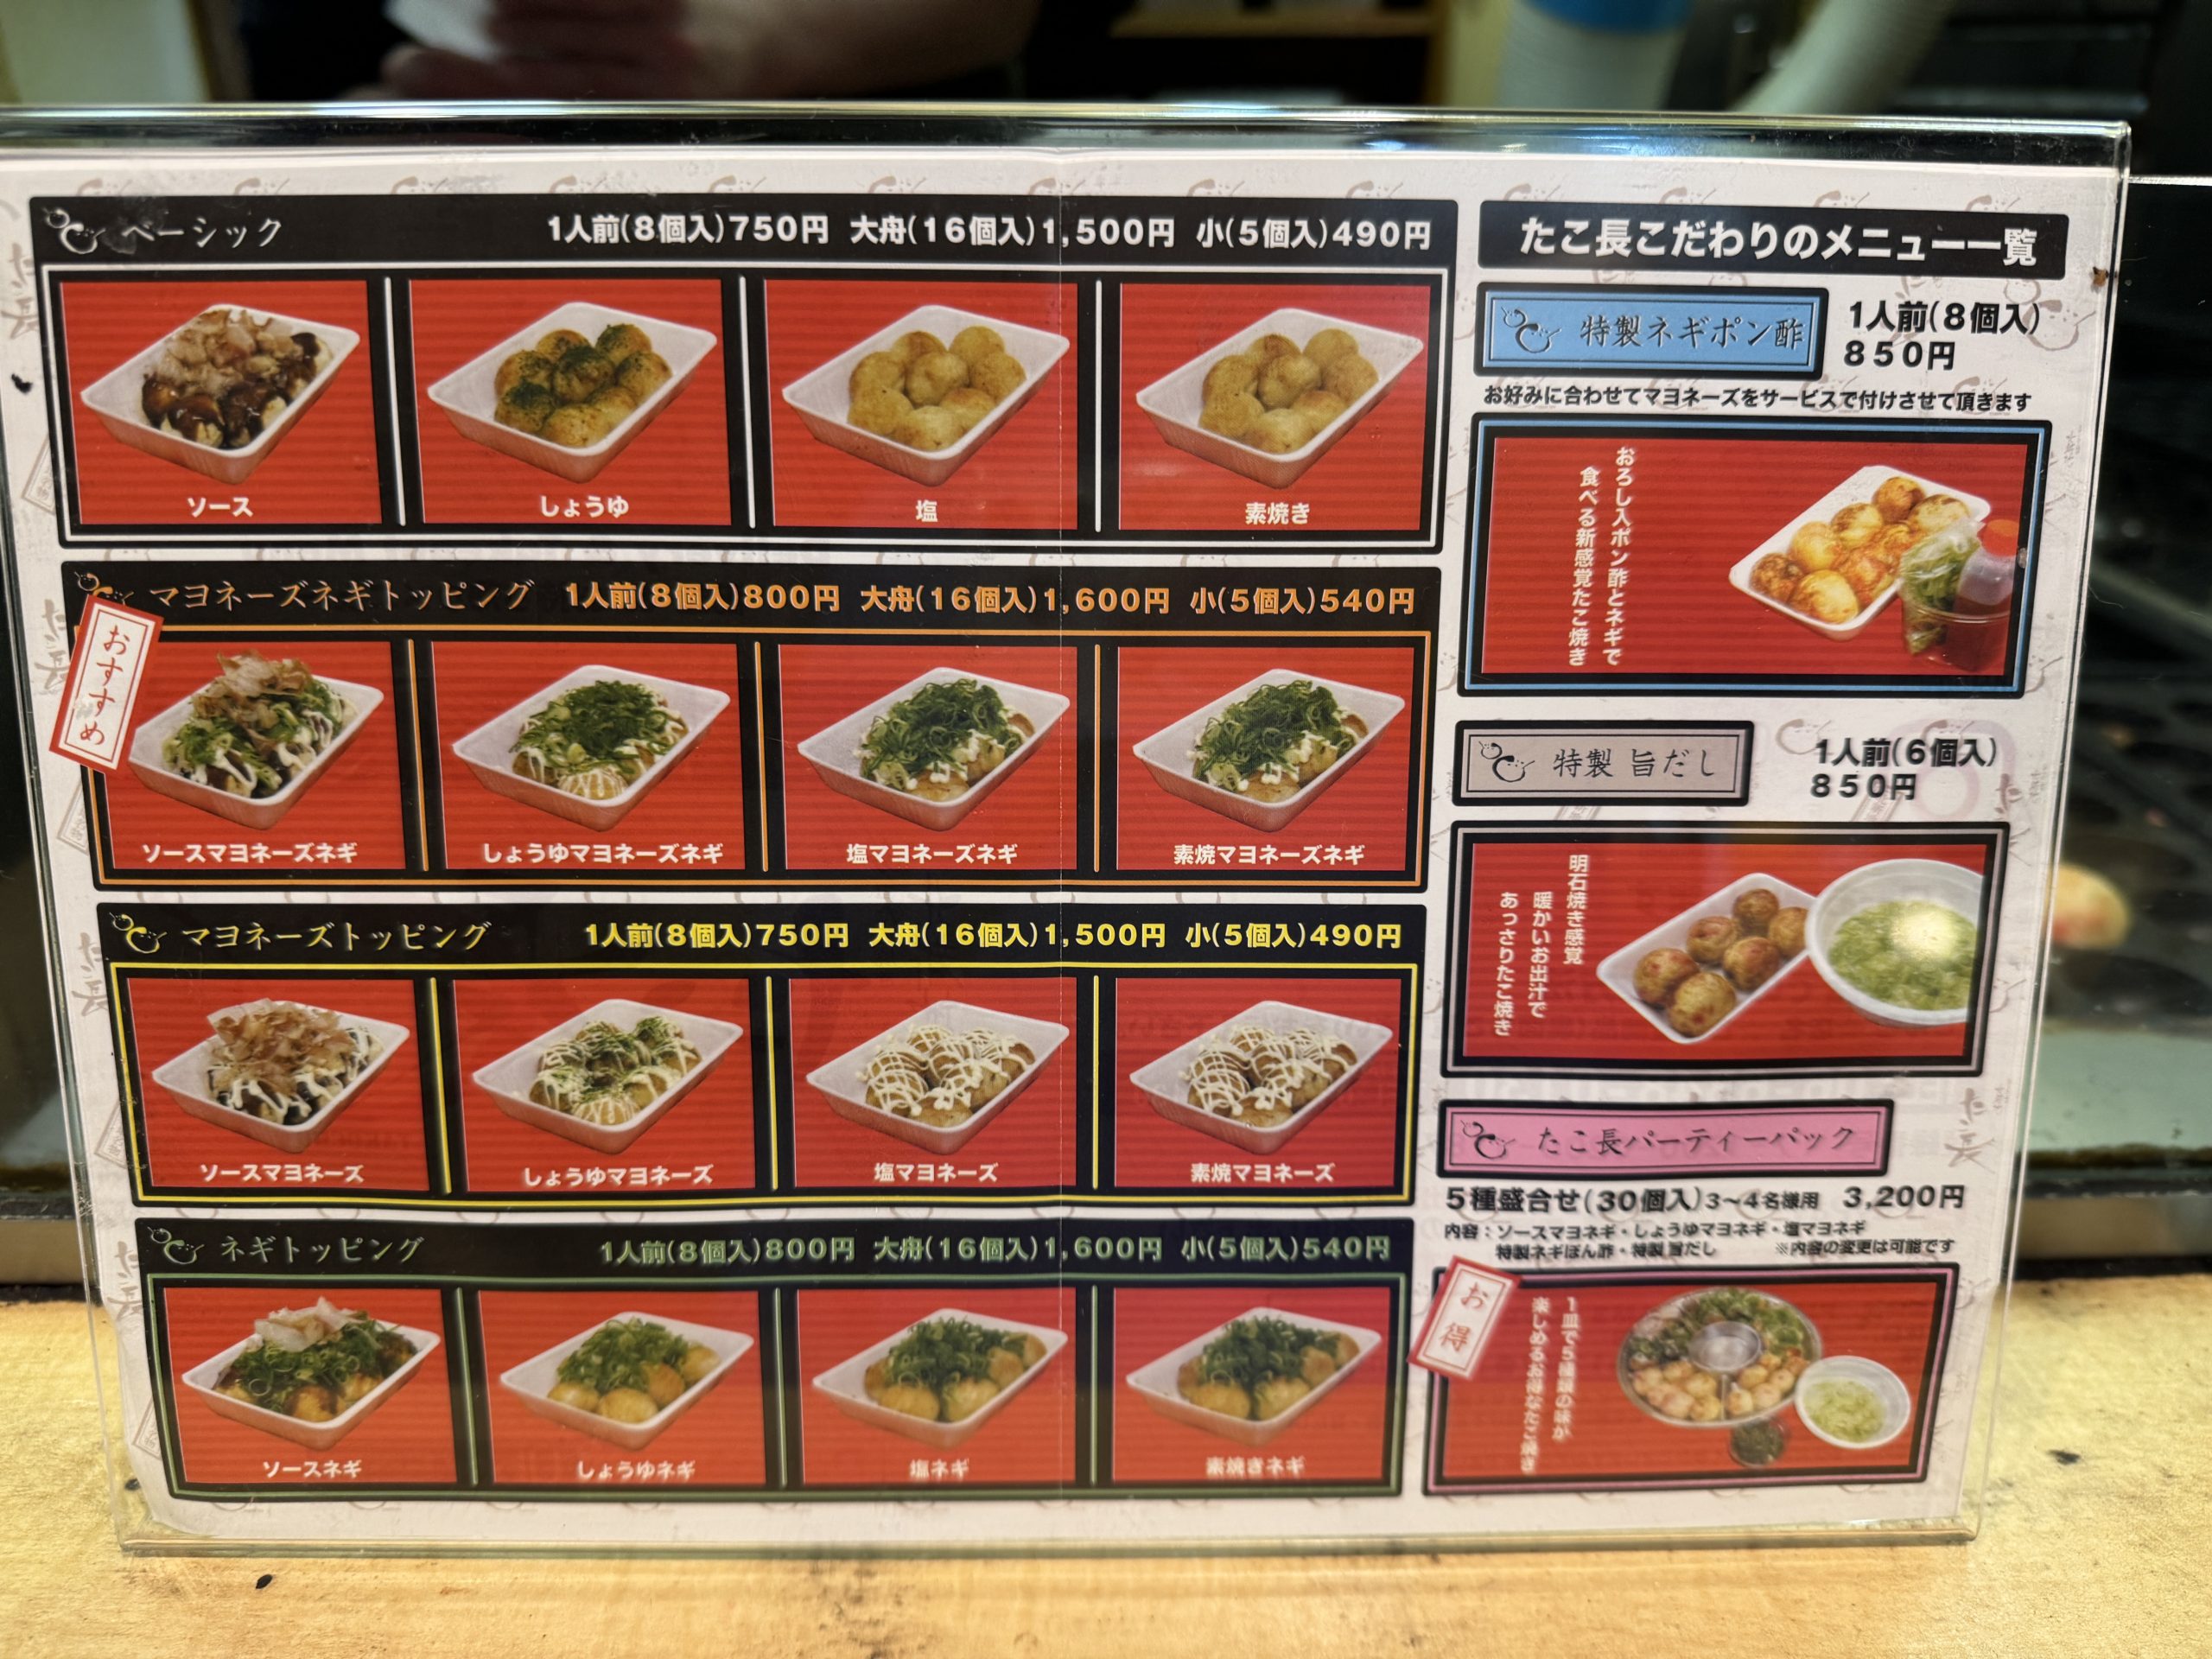 ベーシック 1人前(8個入)750円 大舟(16個入)1,500円 小(5個入)490円
ソース
しょうゆ
塩
素焼き
マヨネーズネギトッピング 1人前(8個入)800円 大舟(16個入)1,600円 小(5個入)540円
おすすめ
ソースマヨネーズネギ
しょうゆマヨネーズネギ
塩マヨネーズネギ
素焼マヨネーズネギ
マヨネーズトッピング 1人前(8個入)750円 大舟(16個入)1,500円 小(5個入)490円
ソースマヨネーズ
しょうゆマヨネーズ
塩マヨネーズ
素焼マヨネーズ
ネギトッピング 1人前(8個入)800円 大舟(16個入)1,600円 小(5個入)540円
ソースネギ
しょうゆネギ
塩ネギ
素焼きネギ
たこ長こだわりのメニュー一覧
特製ネギポン酢
1人前(8個入)
850円
お好みに合わせてマヨネーズをサービスで付けさせて頂きます
おろし入ポン酢とネギで
食べる新感覚たこ焼き
特製 旨だし
1人前(6個入)
850円
明石焼き感覚
暖かいお出汁で
あっさりたこ焼き
たこ長パーティーパック
5種盛合せ(30個入)3〜4名様用 3,200円
内容：ソースマヨネギ・しょうゆマヨネギ・塩マヨネギ
特製ネギぽん酢・特製旨だし ※内容の変更は可能です
お得
1皿で5種類の味が
楽しめるお得なたこ焼き